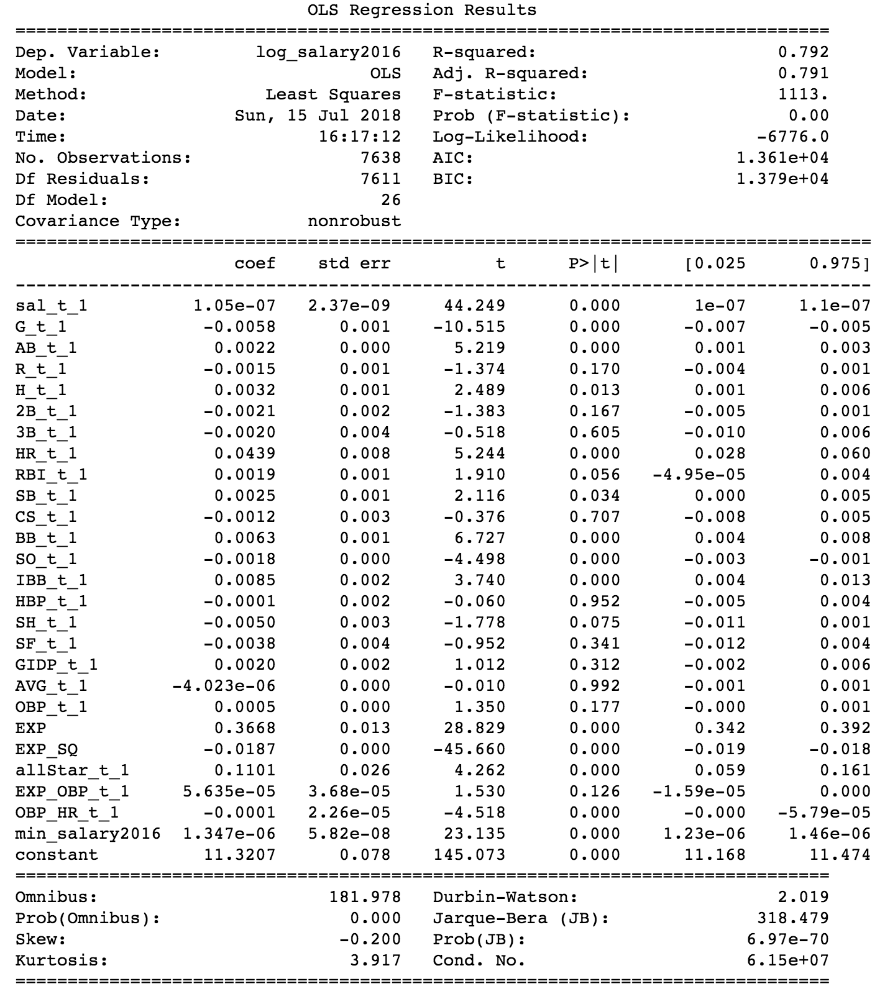 OLS Regression Results
==============================================================================
Dep. Variable: log_salary2016 R-squared: 0.792
Model: OLS Adj. R-squared: 0.791
Method: Least Squares F-statistic: 1113.
Date: Sun, 15 Jul 2018 Prob (F-statistic): 0.00
Time: 16:17:12 Log-Likelihood: -6776.0
No. Observations: 7638 AIC: 1.361e+04
Df Residuals: 7611 BIC: 1.379e+04
Df Model: 26
Covariance Type: nonrobust
==================================================================================
coef std err t P>|t| [0.025 0.975]
----------------------------------------------------------------------------------
sal_t_1 1.05e-07 2.37e-09 44.249 0.000 1e-07 1.1e-07
G_t_1 -0.0058 0.001 -10.515 0.000 -0.007 -0.005
AB_t_1 0.0022 0.000 5.219 0.000 0.001 0.003
R_t_1 -0.0015 0.001 -1.374 0.170 -0.004 0.001
H_t_1 0.0032 0.001 2.489 0.013 0.001 0.006
2B_t_1 -0.0021 0.002 -1.383 0.167 -0.005 0.001
3B_t_1 -0.0020 0.004 -0.518 0.605 -0.010 0.006
HR_t_1 0.0439 0.008 5.244 0.000 0.028 0.060
RBI_t_1 0.0019 0.001 1.910 0.056 -4.95e-05 0.004
SB_t_1 0.0025 0.001 2.116 0.034 0.000 0.005
CS_t_1 -0.0012 0.003 -0.376 0.707 -0.008 0.005
BB_t_1 0.0063 0.001 6.727 0.000 0.004 0.008
SO_t_1 -0.0018 0.000 -4.498 0.000 -0.003 -0.001
IBB_t_1 0.0085 0.002 3.740 0.000 0.004 0.013
HBP_t_1 -0.0001 0.002 -0.060 0.952 -0.005 0.004
SH_t_1 -0.0050 0.003 -1.778 0.075 -0.011 0.001
SF_t_1 -0.0038 0.004 -0.952 0.341 -0.012 0.004
GIDP_t_1 0.0020 0.002 1.012 0.312 -0.002 0.006
AVG_t_1 -4.023e-06 0.000 -0.010 0.992 -0.001 0.001
OBP_t_1 0.0005 0.000 1.350 0.177 -0.000 0.001
EXP 0.3668 0.013 28.829 0.000 0.342 0.392
EXP_SQ -0.0187 0.000 -45.660 0.000 -0.019 -0.018
allStar_t_1 0.1101 0.026 4.262 0.000 0.059 0.161
EXP_OBP_t_1 5.635e-05 3.68e-05 1.530 0.126 -1.59e-05 0.000
OBP_HR_t_1 -0.0001 2.26e-05 -4.518 0.000 -0.000 -5.79e-05
min_salary2016 1.347e-06 5.82e-08 23.135 0.000 1.23e-06 1.46e-06
constant 11.3207 0.078 145.073 0.000 11.168 11.474
==============================================================================
Omnibus: 181.978 Durbin-Watson: 2.019
Prob(Omnibus): 0.000 Jarque-Bera (JB): 318.479
Skew: -0.200 Prob(JB): 6.97e-70
Kurtosis: 3.917 Cond. No. 6.15e+07
==============================================================================